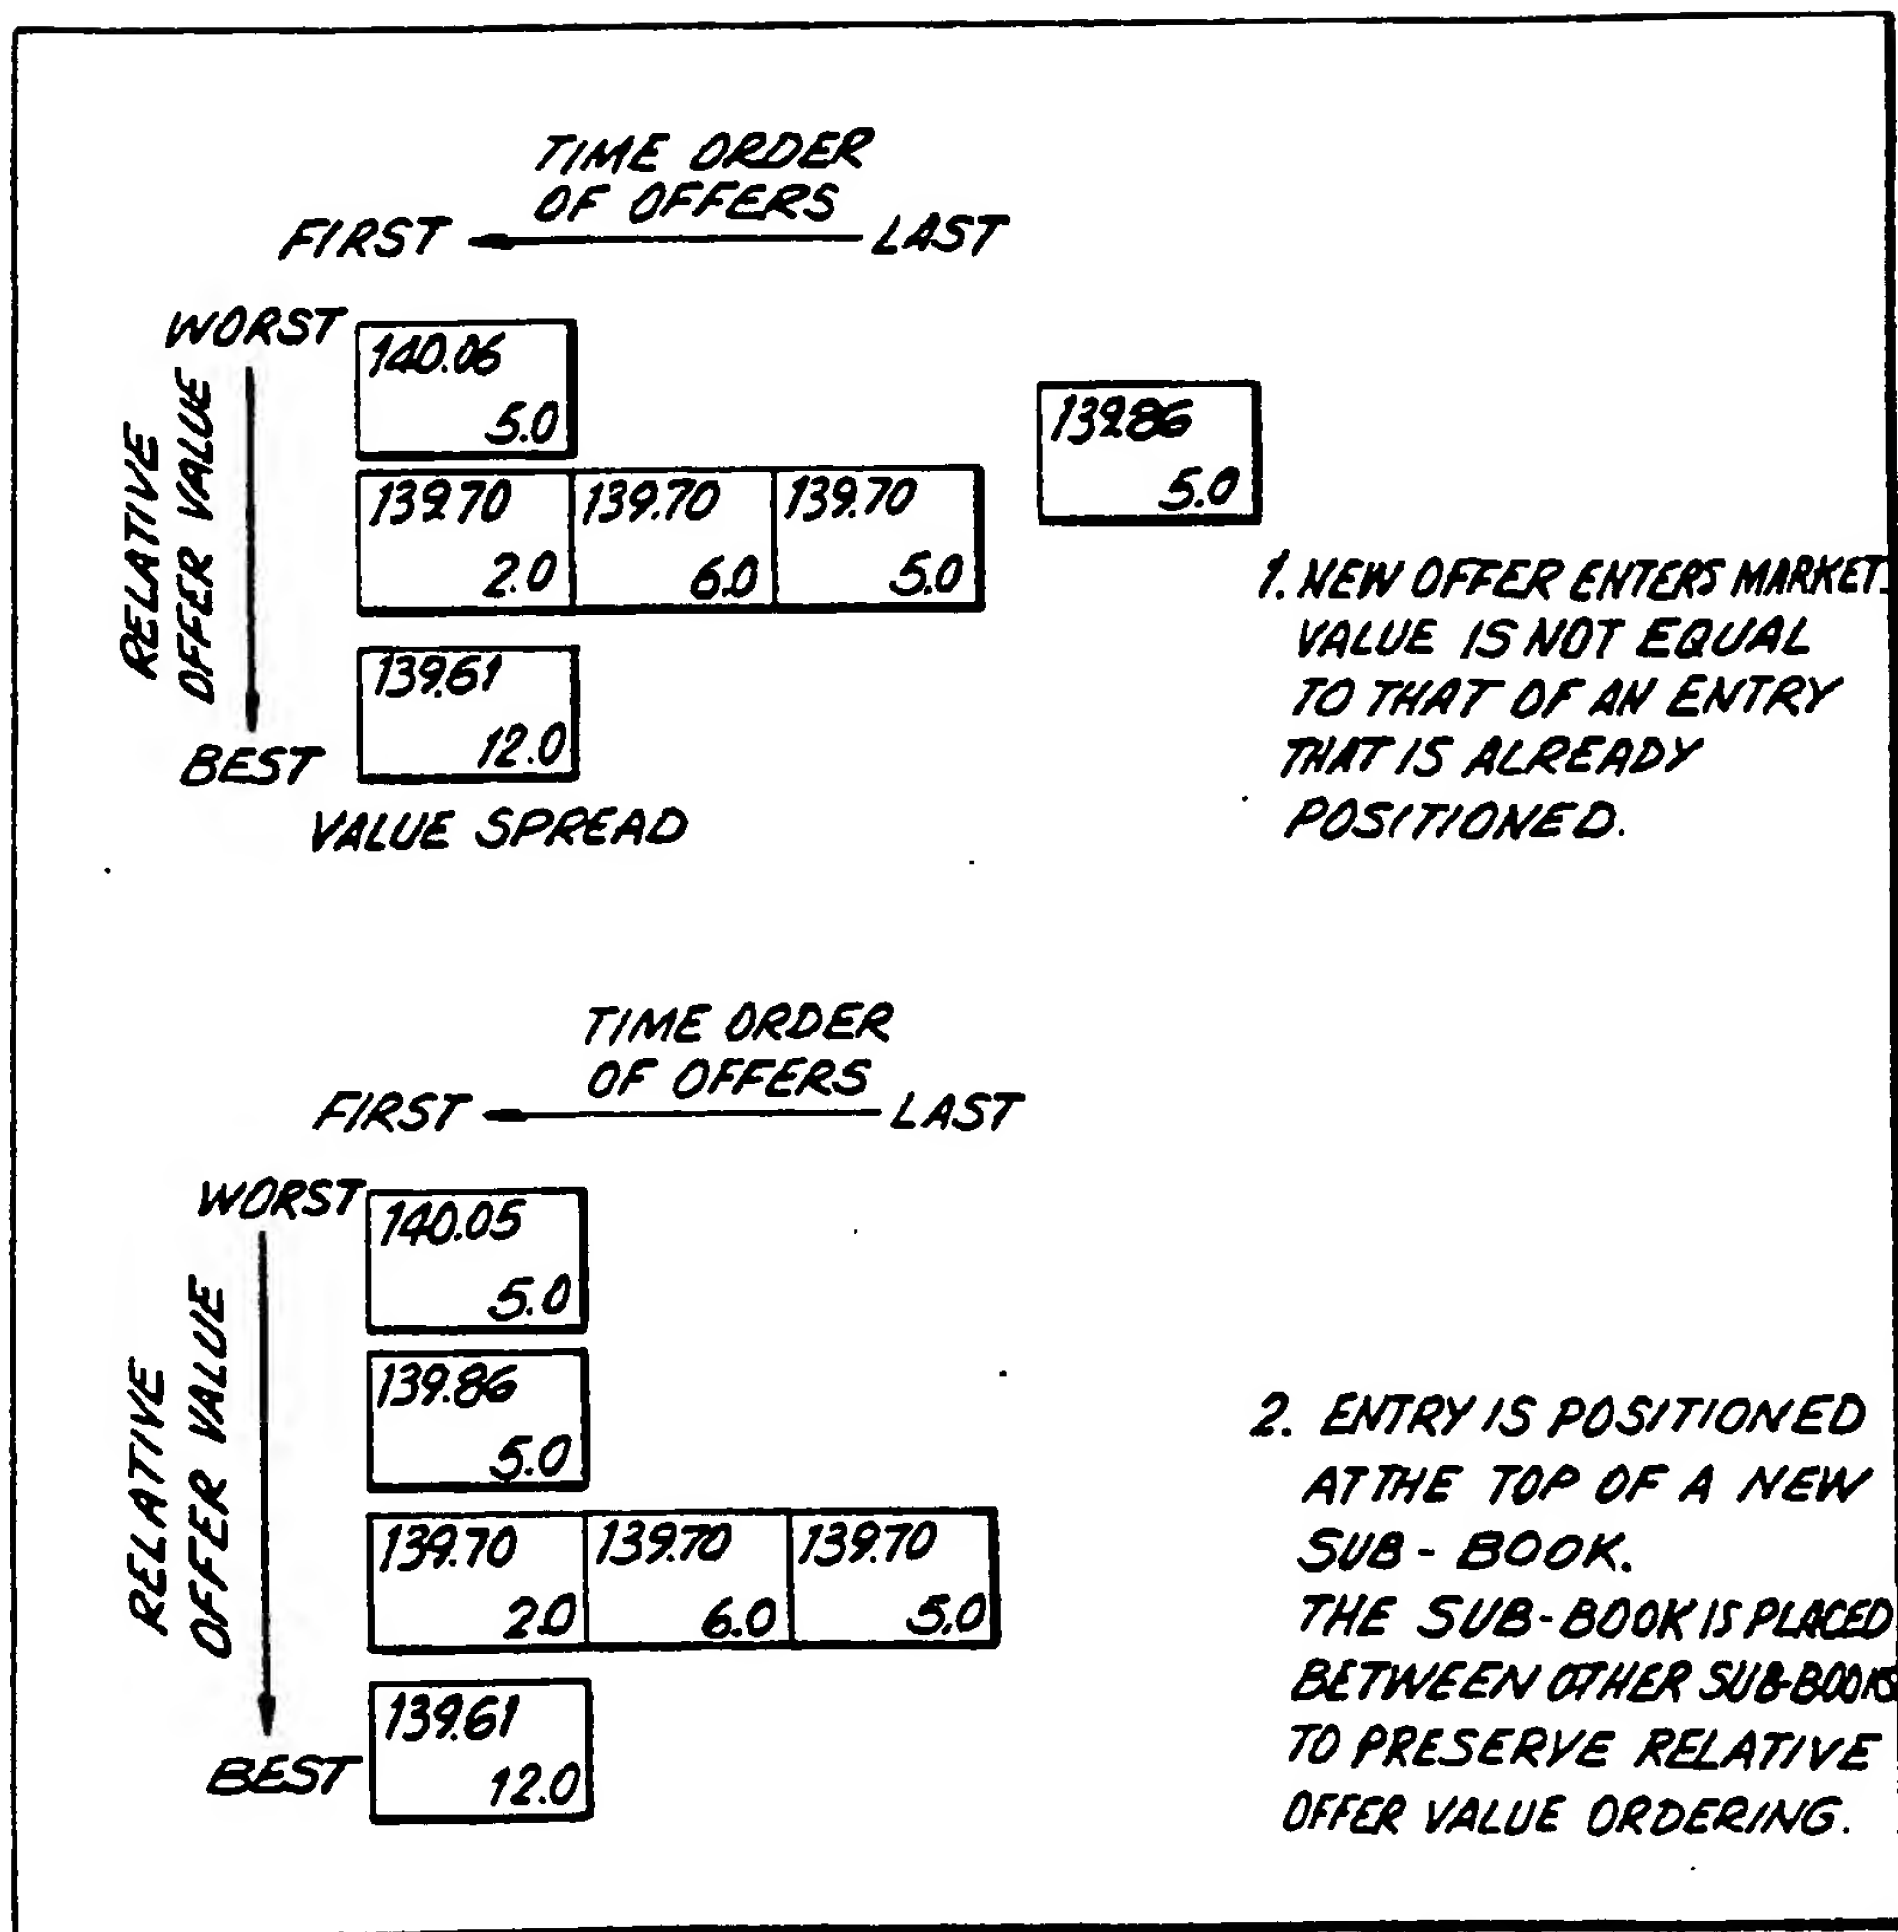 TIME ORDER
OF OFFERS
FIRST LAST
WORST
RELATIVE
OFFER VALUE
140.06
5.0
139.86
5.0
139.70 139.70 139.70
2.0 6.0 5.0
139.61
12.0
BEST
VALUE SPREAD
1. NEW OFFER ENTERS MARKET.
VALUE IS NOT EQUAL
TO THAT OF AN ENTRY
THAT IS ALREADY
POSITIONED.
TIME ORDER
OF OFFERS
FIRST LAST
WORST
RELATIVE
OFFER VALUE
140.05
5.0
139.86
5.0
139.70 139.70 139.70
2.0 6.0 5.0
139.61
12.0
BEST
2. ENTRY IS POSITIONED
AT THE TOP OF A NEW
SUB-BOOK.
THE SUB-BOOK IS PLACED
BETWEEN OTHER SUB-BOOKS
TO PRESERVE RELATIVE
OFFER VALUE ORDERING.